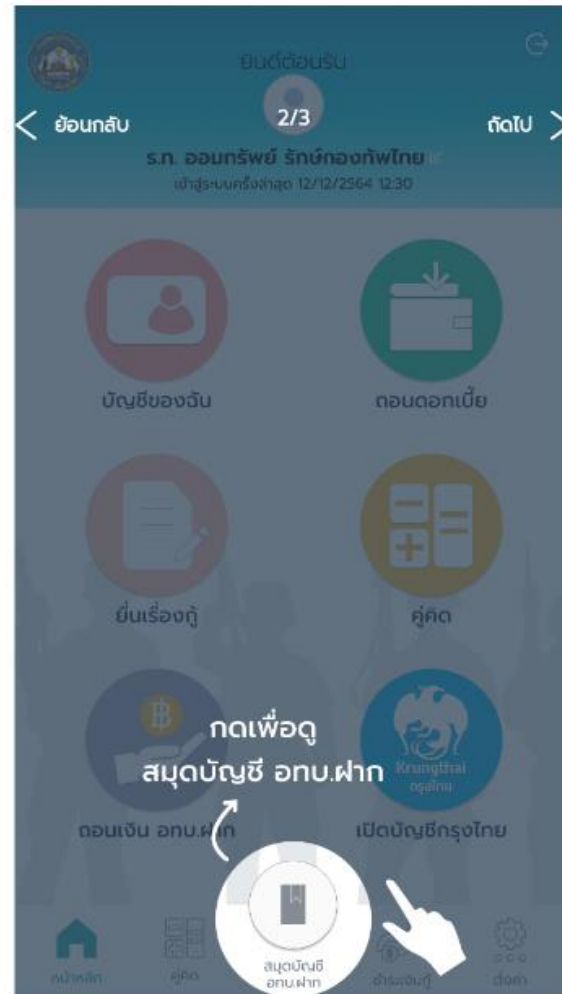 ยินดีต้อนรับ
ย้อนกลับ
2/3
ถัดไป
ร.ท. ออมทรัพย์ รักษ์กองทัพไทย
เข้าสู่ระบบครั้งล่าสุด 12/12/2564 12:30
บัญชีของฉัน
ถอนดอกเบี้ย
ยื่นเรื่องกู้
คู่คิด
กดเพื่อดู
สมุดบัญชี อทบ.ฝาก
Krungthai
กรุงไทย
ถอนเงิน อทบ.ฝาก
เปิดบัญชีกรุงไทย
หน้าหลัก
คู่คิด
สมุดบัญชี
อทบ.ฝาก
ชำระเงินกู้
ตั้งค่า